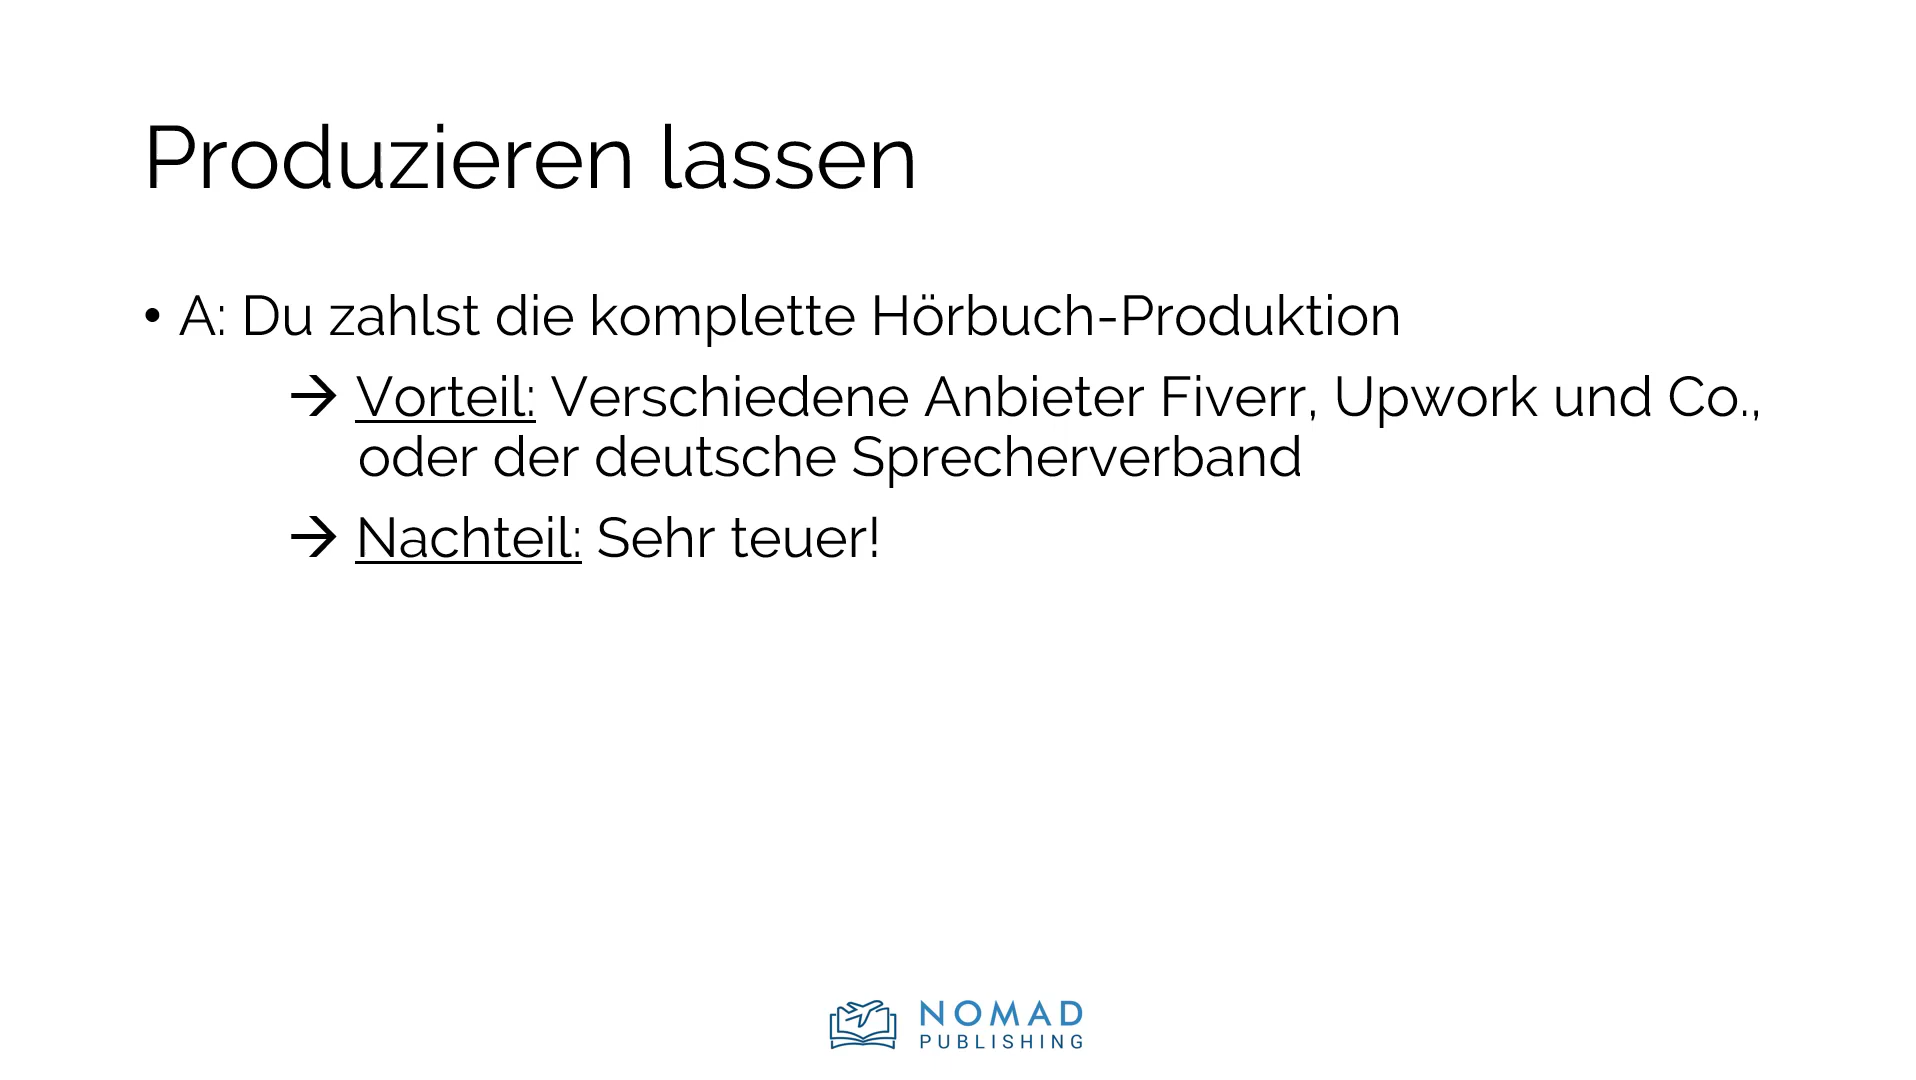 Produzieren lassen
• A: Du zahlst die komplette Hörbuch-Produktion
→ Vorteil: Verschiedene Anbieter Fiverr, Upwork und Co.,
oder der deutsche Sprecherverband
→ Nachteil: Sehr teuer!
NOMAD
PUBLISHING